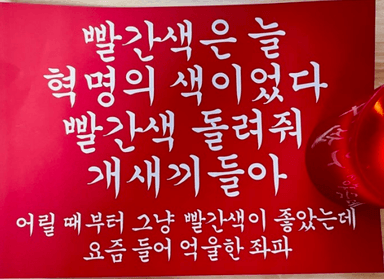 빨간색은 늘
혁명의 색이었다
빨간색 돌려줘
개새끼들아
어릴 때부터 그냥 빨간색이 좋았는데
요즘 들어 억울한 좌파